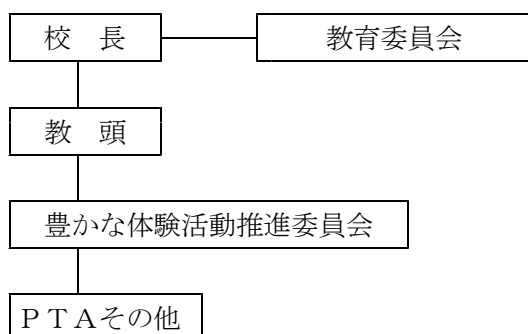 校　長
教育委員会
教　頭
豊かな体験活動推進委員会
ＰＴＡその他